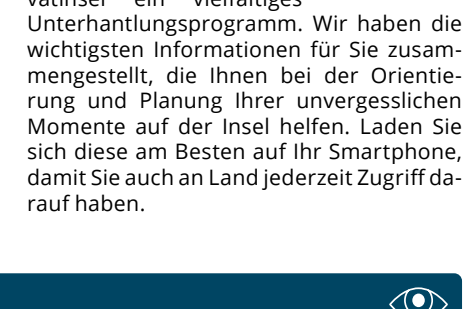 vatinsel ein vielfältiges
Unterhantlungsprogramm. Wir haben die
wichtigsten Informationen für Sie zusam-
mengestellt, die Ihnen bei der Orientie-
rung und Planung Ihrer unvergesslichen
Momente auf der Insel helfen. Laden Sie
sich diese am Besten auf Ihr Smartphone,
damit Sie auch an Land jederzeit Zugriff da-
rauf haben.